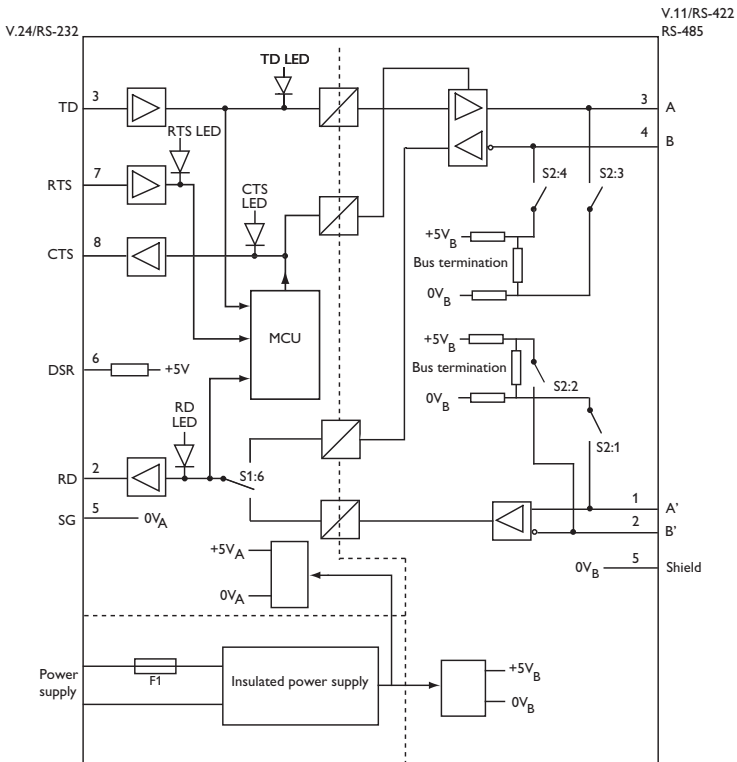 V.11/RS-422
V.24/RS-232
RS-485
TD LED
3
TD
3
A
RTS LED
4
B
7
RTS
CTS
LED
S2:4
S2:3
8
CTS
+5VB
Bus termination
0VB
MCU
+5VB
6
DSR
+5V
Bus termination
S2:2
0VB
RD
LED
S2:1
2
RD
S1:6
5
SG
0VA
1
A'
2
B'
+5VA
5
0VB
Shield
0VA
Power
supply
F1
Insulated power supply
+5VB
0VB